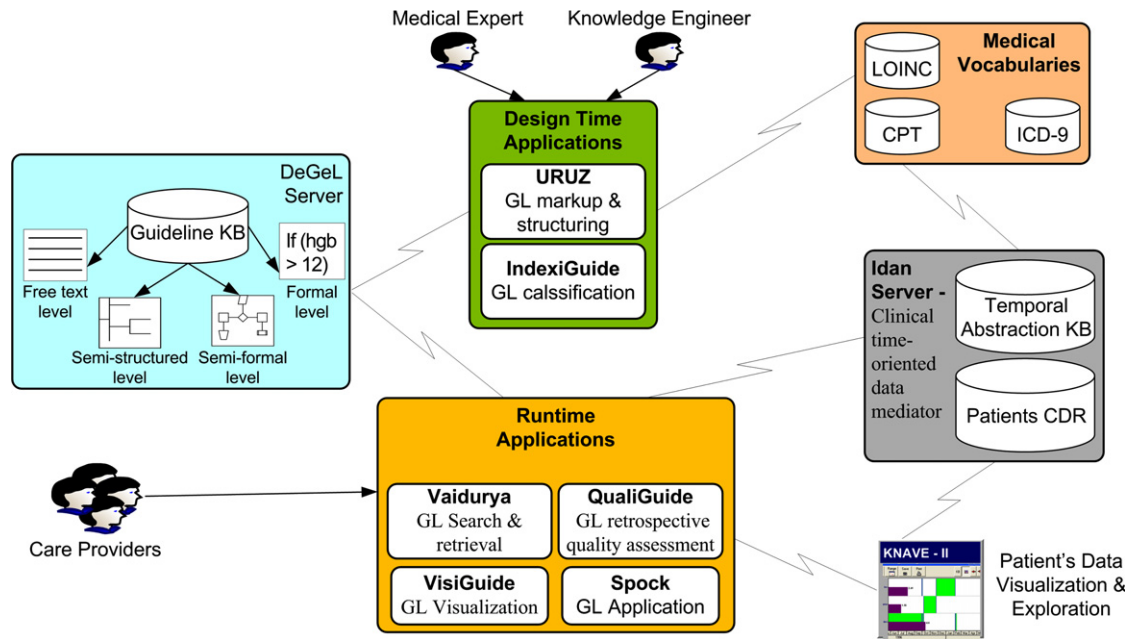 Medical Expert
Knowledge Engineer
Design Time
Applications
URUZ
GL markup &
structuring
IndexiGuide
GL calssification
Medical
Vocabularies
LOINC
CPT
ICD-9
DeGeL
Server
Guideline KB
If (hgb
> 12)
Free text
level
Formal
level
Semi-structured
level
Semi-formal
level
Idan
Server -
Clinical
time-
oriented
data
mediator
Temporal
Abstraction KB
Patients CDR
Runtime
Applications
Vaidurya
GL Search &
retrieval
QualiGuide
GL retrospective
quality assessment
VisiGuide
GL Visualization
Spock
GL Application
Care Providers
KNAVE - II
Patient's Data
Visualization &
Exploration